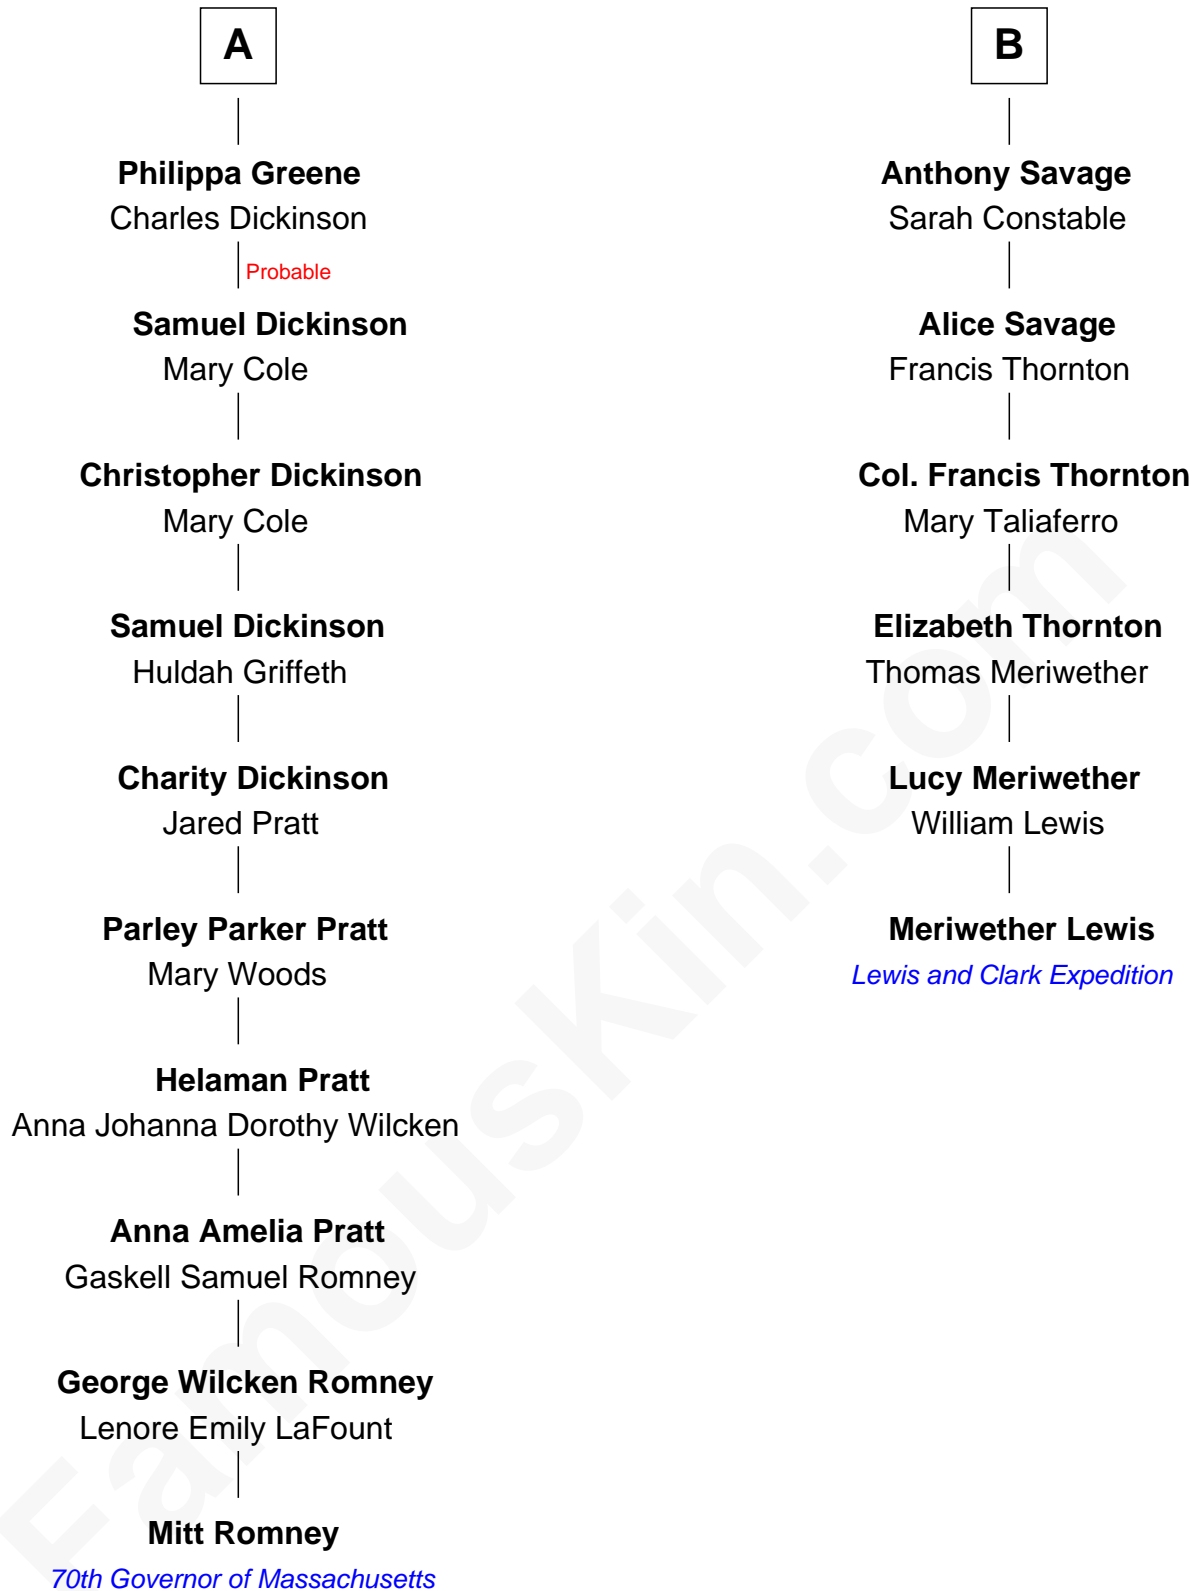 A
Philippa Greene
Charles Dickinson
Probable
Samuel Dickinson
Mary Cole
Christopher Dickinson
Mary Cole
Samuel Dickinson
Huldah Griffeth
Charity Dickinson
Jared Pratt
Parley Parker Pratt
Mary Woods
Helaman Pratt
Anna Johanna Dorothy Wilcken
Anna Amelia Pratt
Gaskell Samuel Romney
George Wilcken Romney
Lenore Emily LaFount
Mitt Romney
70th Governor of Massachusetts
B
Anthony Savage
Sarah Constable
Alice Savage
Francis Thornton
Col. Francis Thornton
Mary Taliaferro
Elizabeth Thornton
Thomas Meriwether
Lucy Meriwether
William Lewis
Meriwether Lewis
Lewis and Clark Expedition
FamousKin.com